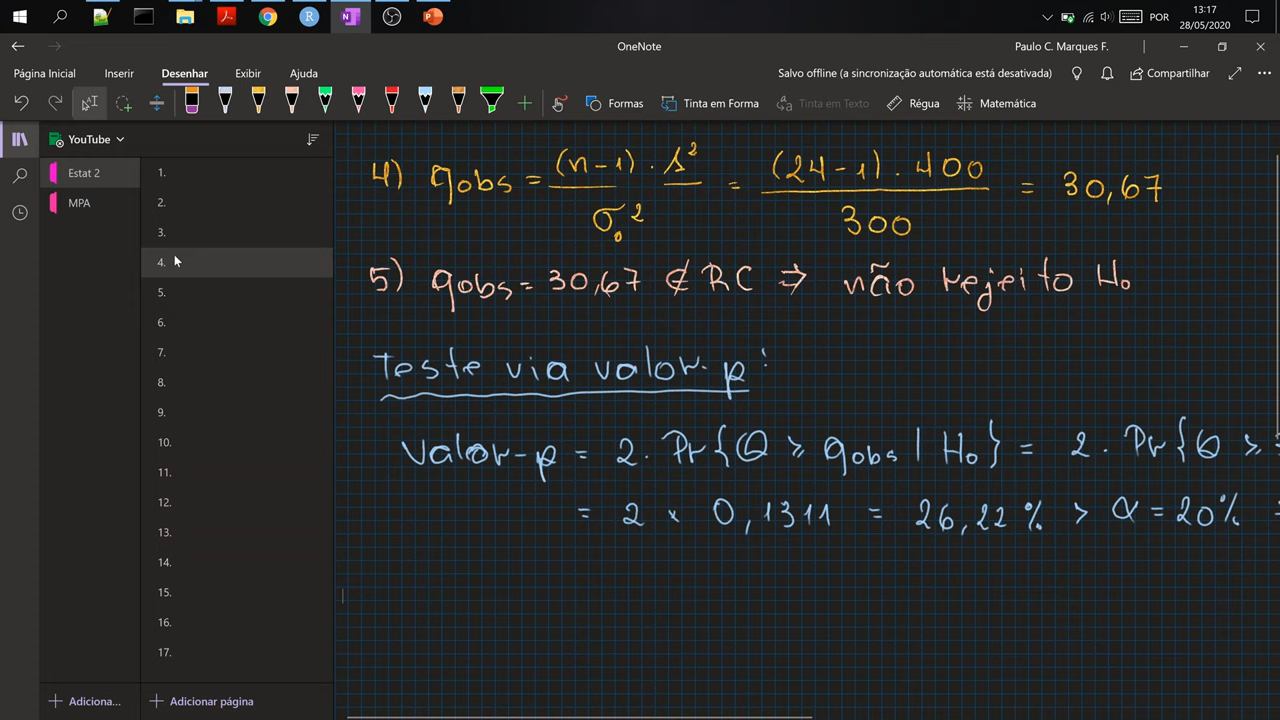 13:17
POR
28/05/2020
OneNote
Paulo C. Marques F.
Página Inicial Inserir Desenhar Exibir Ajuda
Salvo offline (a sincronização automática está desativada)
Compartilhar
Formas Tinta em Forma Tinta em Texto Régua Matemática
YouTube
Estat 2
MPA
1.
2.
3.
4.
5.
6.
7.
8.
9.
10.
11.
12.
13.
14.
15.
16.
17.
Adiciona...
Adicionar página
4) qobs = (n-1) . s² / σ₀² = (24-1) . 400 / 300 = 30,67
5) qobs = 30,67 ∉ RC ⇒ não rejeito H₀
Teste via valor-p:
valor-p = 2. Pr{Q ≥ qobs | H₀} = 2. Pr{Q ≥
= 2 × 0,1311 = 26,22% > α = 20%